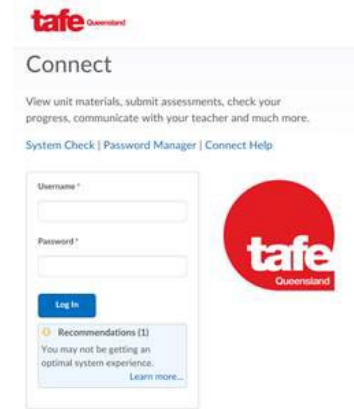 tafe Queensland
Connect
View unit materials, submit assessments, check your
progress, communicate with your teacher and much more.
System Check | Password Manager | Connect Help
Username *
Password *
Log In
Recommendations (1)
You may not be getting an
optimal system experience.
Learn more...
tafe
Queensland